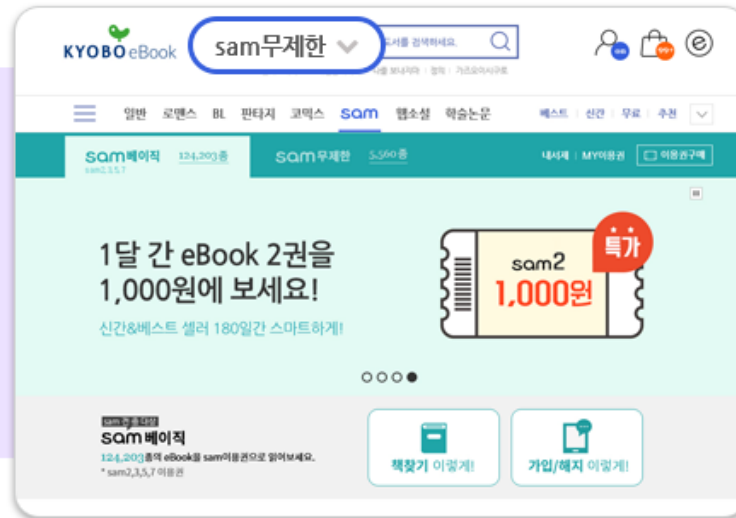 KYOBO eBook
sam무제한
도서를 검색하세요.
일반 로맨스 BL 판타지 코믹스 sam 웹소설 학술논문
베스트 신간 무료 추천
sam베이직 124,203종
sam2,3,5,7
sam무제한 5,560종
내서재 MY이용권 이용권구매
1달 간 eBook 2권을
1,000원에 보세요!
신간&베스트 셀러 180일간 스마트하게!
특가
sam2
1,000원
sam 전용 대상
sam 베이직
124,203종의 eBook을 sam이용권으로 읽어보세요.
* sam2,3,5,7 이용권
책찾기 이렇게!
가입/해지 이렇게!